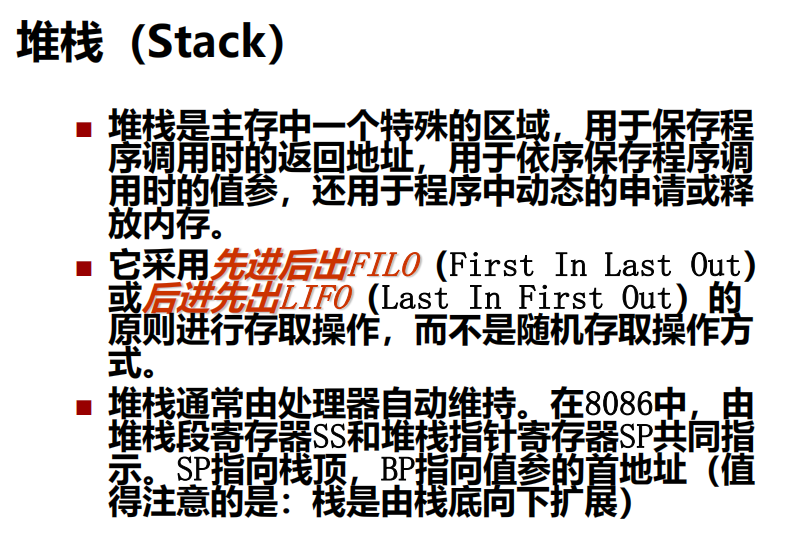 堆栈（Stack）
■ 堆栈是主存中一个特殊的区域，用于保存程
序调用时的返回地址，用于依序保存程序调
用时的值参，还用于程序中动态的申请或释
放内存。
■ 它采用先进后出FILO（First In Last Out）
或后进先出LIFO（Last In First Out）的
原则进行存取操作，而不是随机存取操作方
式。
■ 堆栈通常由处理器自动维持。在8086中，由
堆栈段寄存器SS和堆栈指针寄存器SP共同指
示。SP指向栈顶，BP指向值参的首地址（值
得注意的是：栈是由栈底向下扩展）